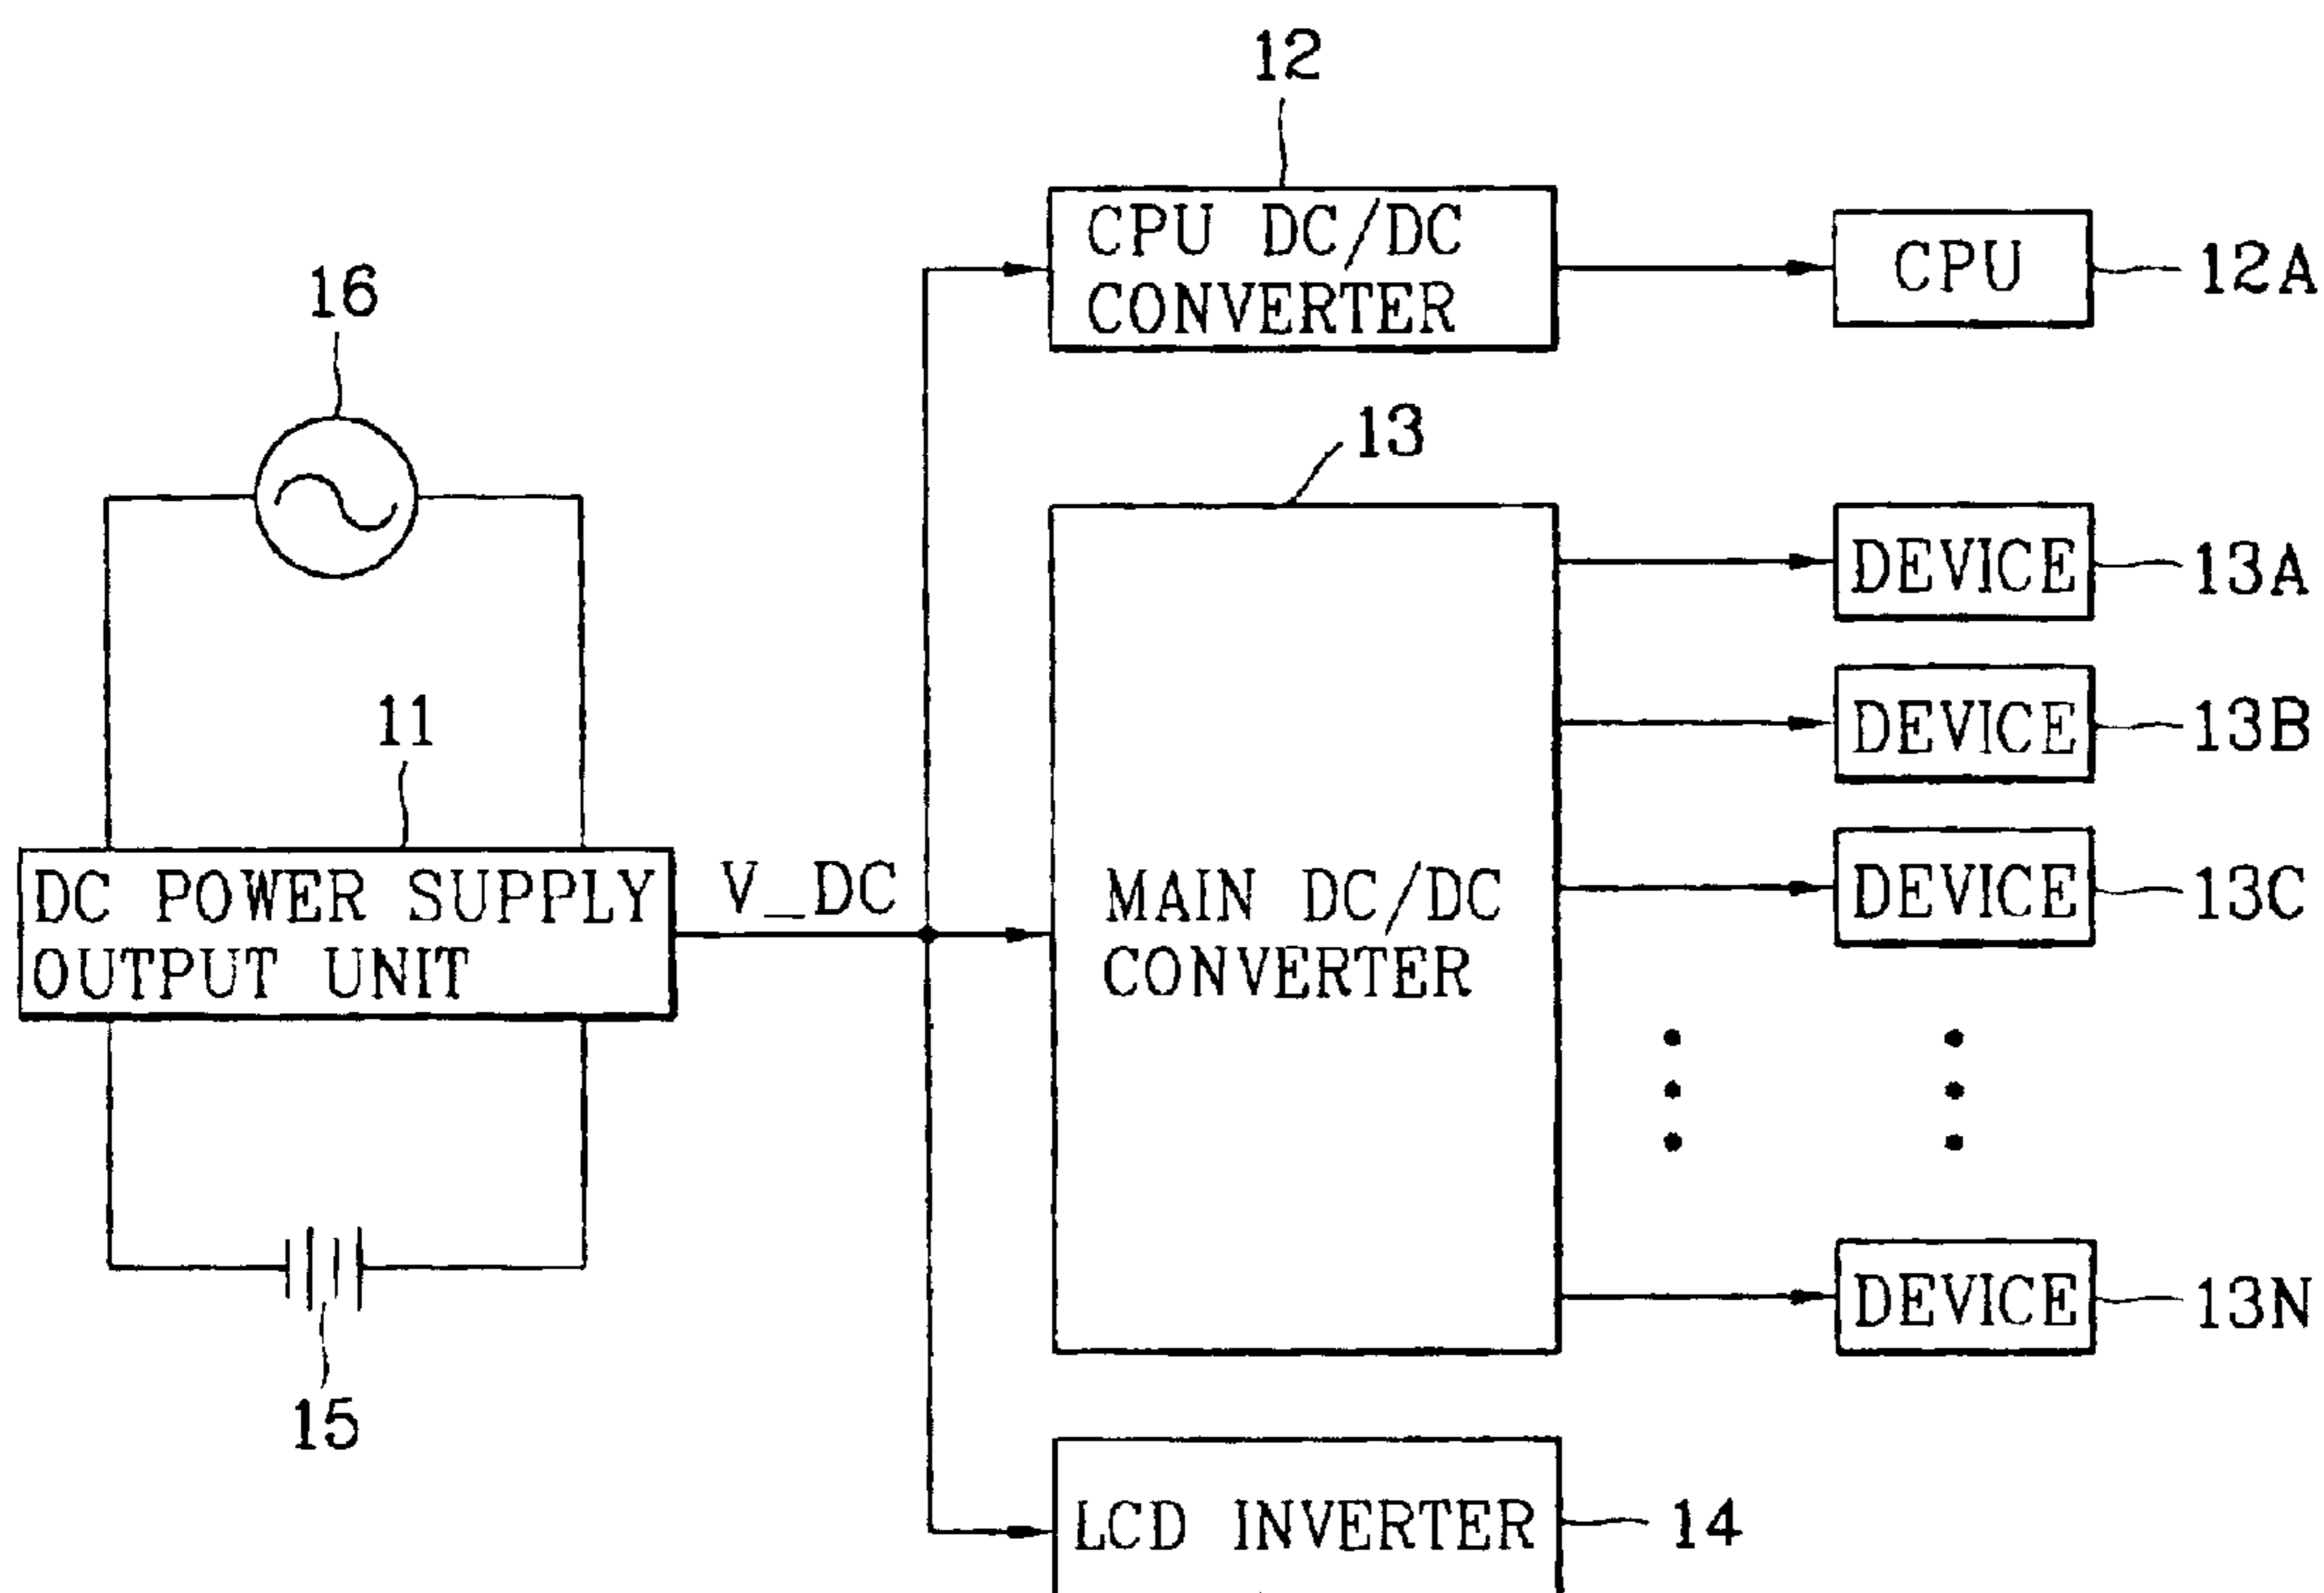 12
CPU DC/DC
CONVERTER
CPU
12A
16
13
DEVICE
13A
DEVICE
13B
11
DC POWER SUPPLY
OUTPUT UNIT
V_DC
MAIN DC/DC
CONVERTER
DEVICE
13C
DEVICE
13N
15
LCD INVERTER
14